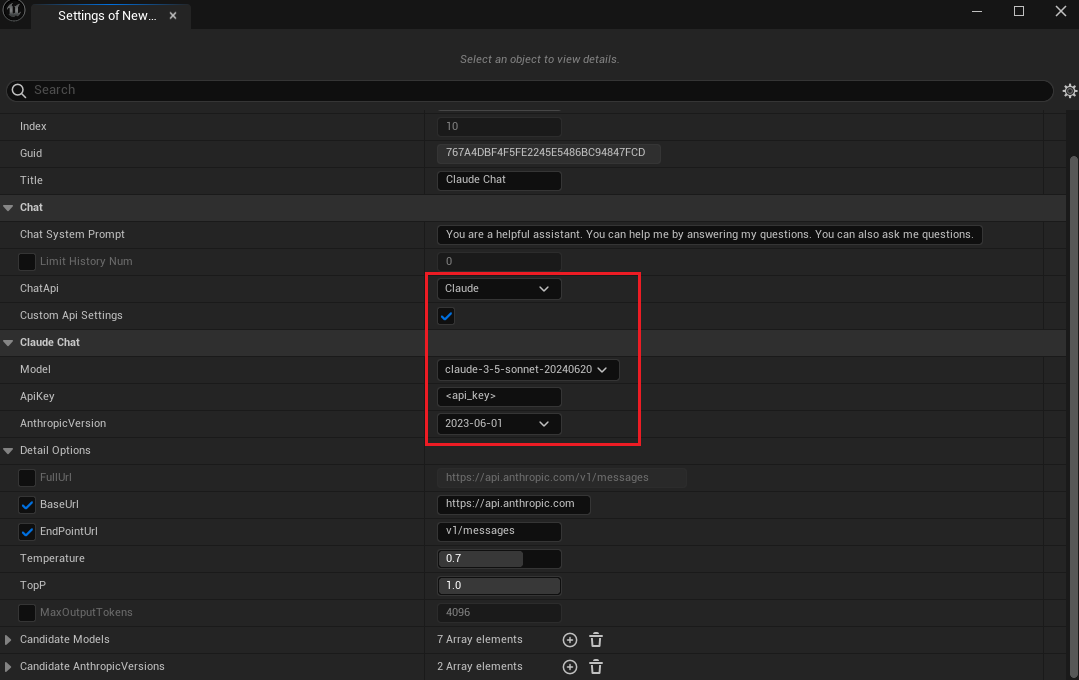 Settings of New...
Select an object to view details.
Search
Index 10
Guid 767A4DBF4F5FE2245E5486BC94847FCD
Title Claude Chat
Chat
Chat System Prompt You are a helpful assistant. You can help me by answering my questions. You can also ask me questions.
Limit History Num 0
ChatApi Claude
Custom Api Settings
Claude Chat
Model claude-3-5-sonnet-20240620
ApiKey <api_key>
AnthropicVersion 2023-06-01
Detail Options
FullUrl https://api.anthropic.com/v1/messages
BaseUrl https://api.anthropic.com
EndPointUrl v1/messages
Temperature 0.7
TopP 1.0
MaxOutputTokens 4096
Candidate Models 7 Array elements
Candidate AnthropicVersions 2 Array elements